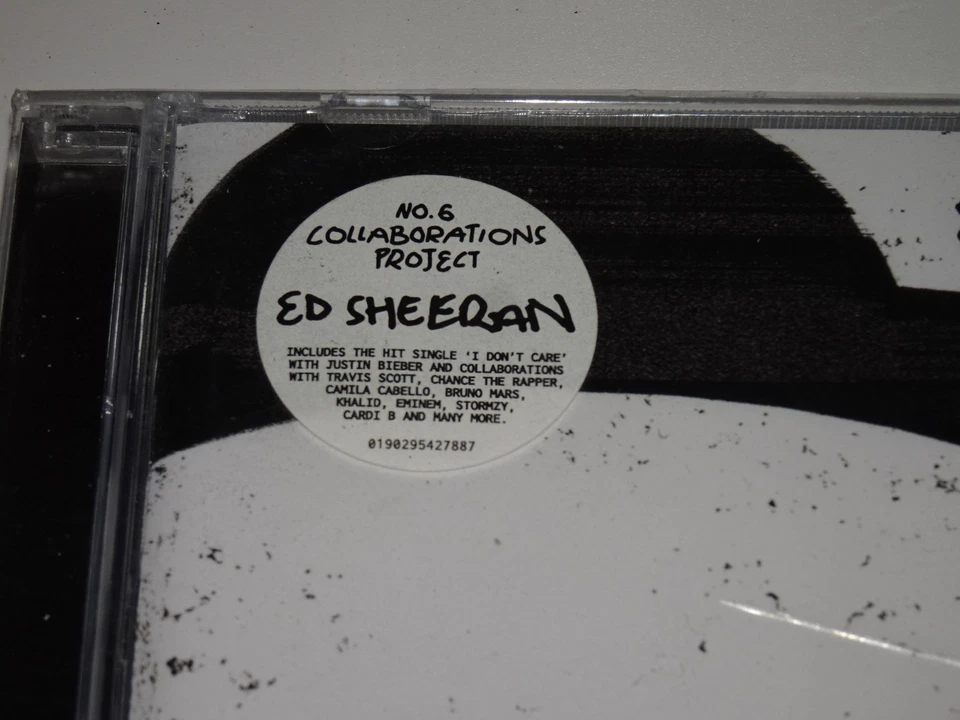 NO.6
COLLABORATIONS
PROJECT
ED SHEERAN
INCLUDES THE HIT SINGLE 'I DON'T CARE'
WITH JUSTIN BIEBER AND COLLABORATIONS
WITH TRAVIS SCOTT, CHANCE THE RAPPER,
CAMILA CABELLO, BRUNO MARS,
KHALID, EMINEM, STORMZY,
CARDI B AND MANY MORE.
0190295427887